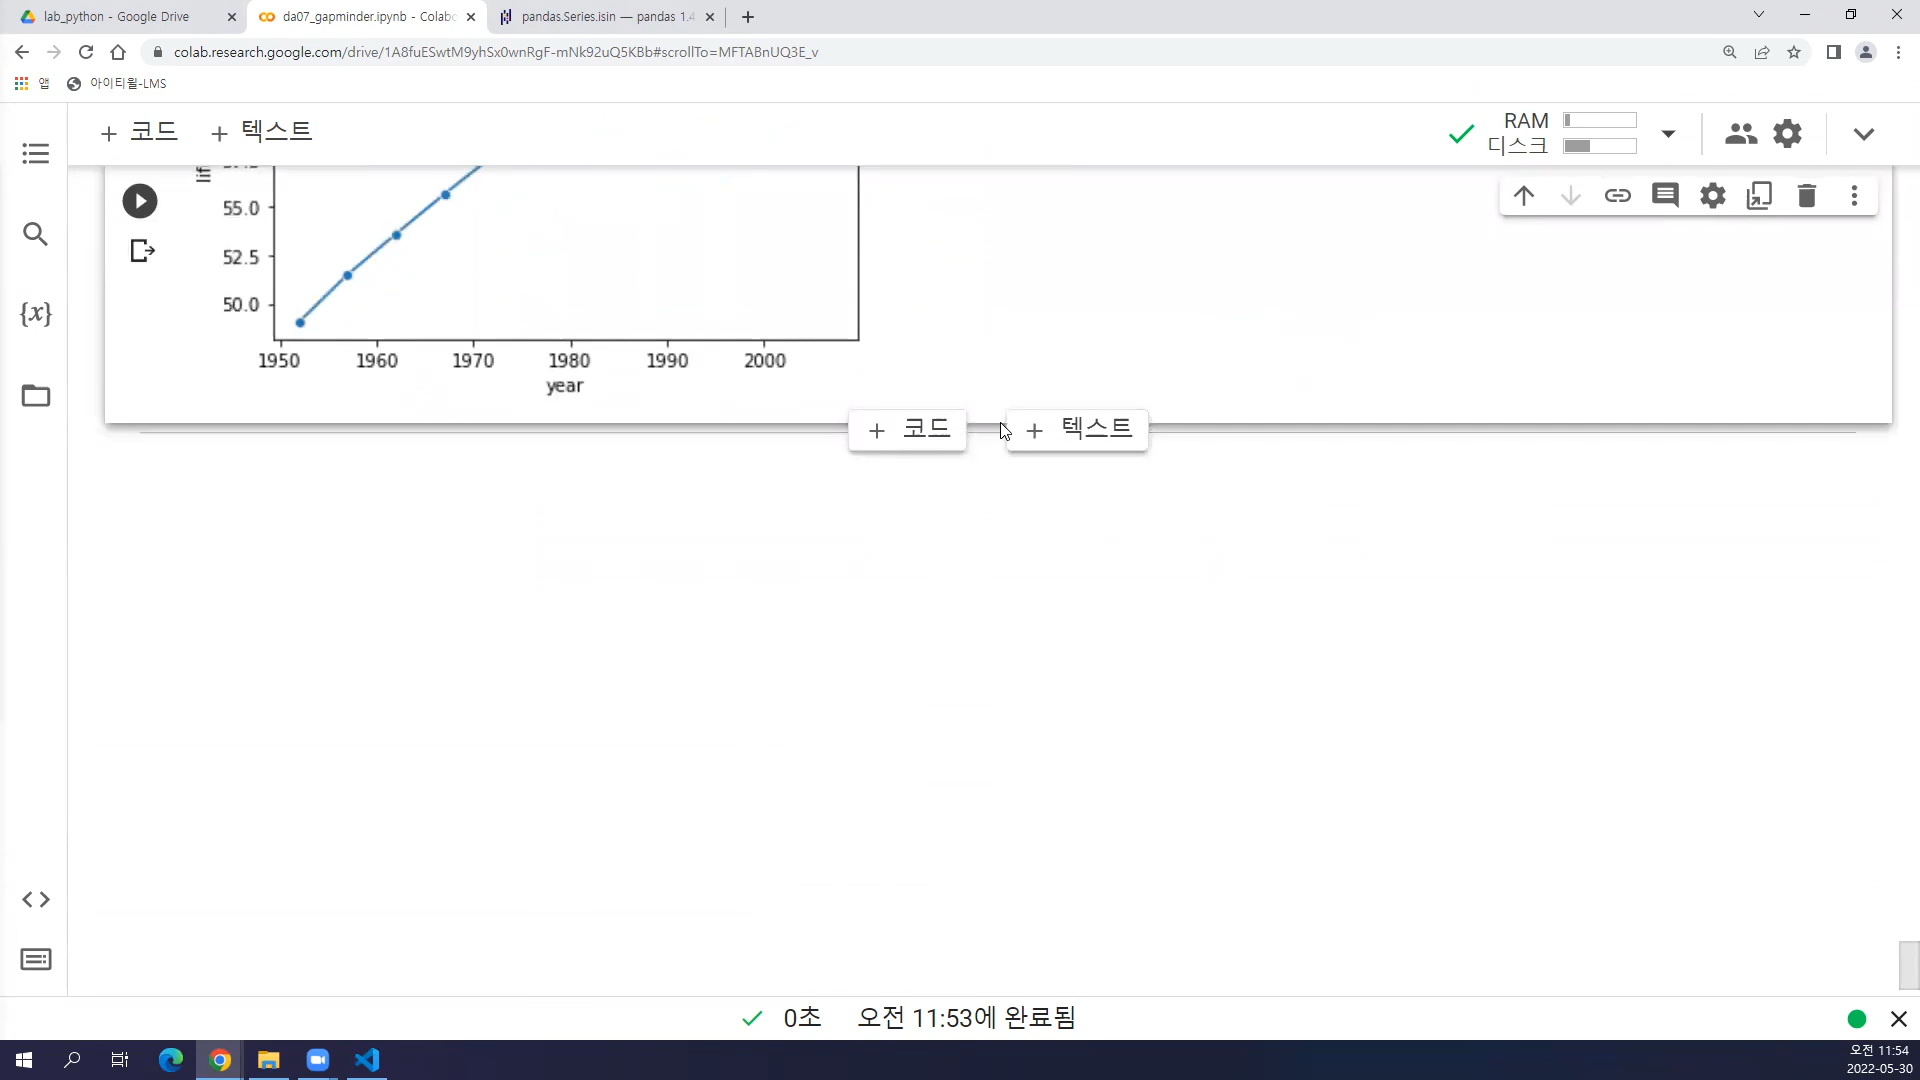 lab_python - Google Drive
da07_gapminder.ipynb - Colabc
pandas.Series.isin — pandas 1.4
colab.research.google.com/drive/1A8fuESwtM9yhSx0wnRgF-mNk92uQ5KBb#scrollTo=MFTABnUQ3E_v
앱
아이티윌-LMS
+ 코드
+ 텍스트
RAM
디스크
{x}
55.0
52.5
50.0
1950 1960 1970 1980 1990 2000
year
+ 코드
+ 텍스트
0초 오전 11:53에 완료됨
오전 11:54
2022-05-30